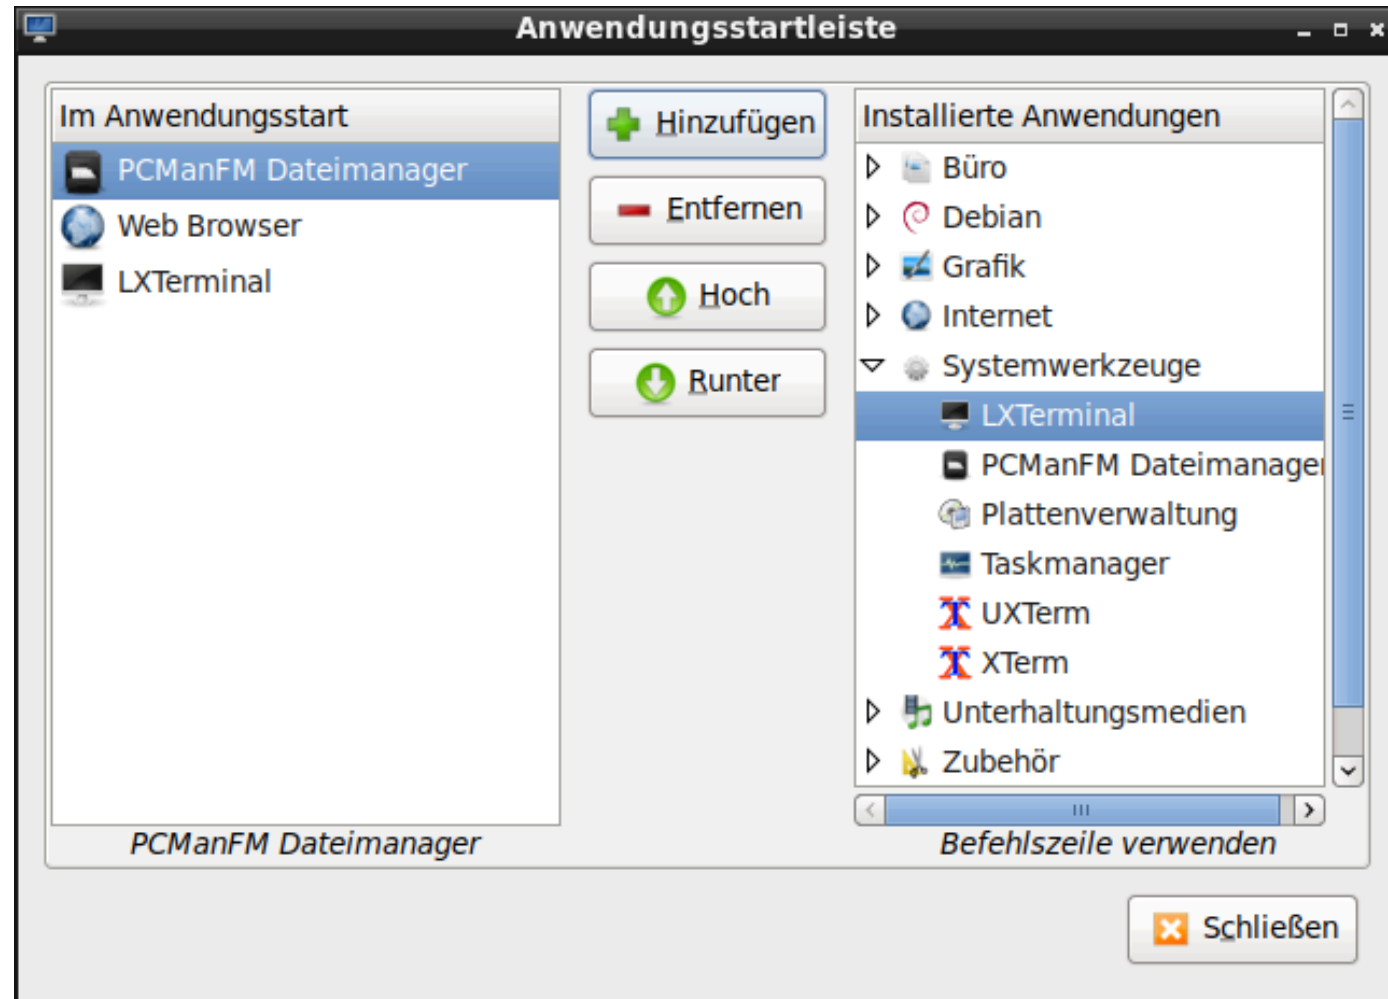 Anwendungsstartleiste
Im Anwendungsstart
PCManFM Dateimanager
Web Browser
LXTerminal
PCManFM Dateimanager
Hinzufügen
Entfernen
Hoch
Runter
Installierte Anwendungen
Büro
Debian
Grafik
Internet
Systemwerkzeuge
LXTerminal
PCManFM Dateimanager
Plattenverwaltung
Taskmanager
UXTerm
XTerm
Unterhaltungsmedien
Zubehör
Befehlszeile verwenden
Schließen